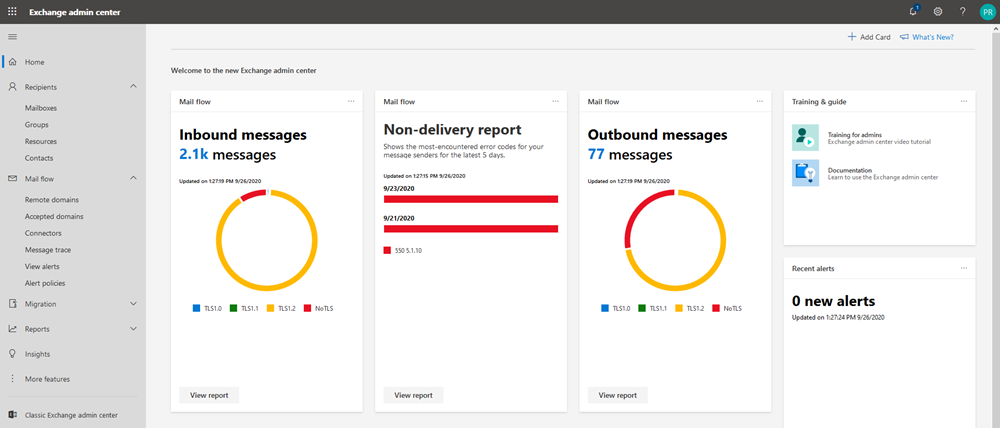 Exchange admin center
1
PR
Add Card
What's New?
Home
Recipients
Mailboxes
Groups
Resources
Contacts
Mail flow
Remote domains
Accepted domains
Connectors
Message trace
View alerts
Alert policies
Migration
Reports
Insights
More features
Classic Exchange admin center
Welcome to the new Exchange admin center
Mail flow
Inbound messages
2.1k messages
Updated on 1:27:19 PM 9/26/2020
TLS1.0 TLS1.1 TLS1.2 NoTLS
View report
Mail flow
Non-delivery report
Shows the most-encountered error codes for your
message senders for the latest 5 days.
Updated on 1:27:15 PM 9/26/2020
9/23/2020
9/21/2020
550 5.1.10
View report
Mail flow
Outbound messages
77 messages
Updated on 1:27:19 PM 9/26/2020
TLS1.0 TLS1.1 TLS1.2 NoTLS
View report
Training & guide
Training for admins
Exchange admin center video tutorial
Documentation
Learn to use the Exchange admin center
Recent alerts
0 new alerts
Updated on 1:27:24 PM 9/26/2020